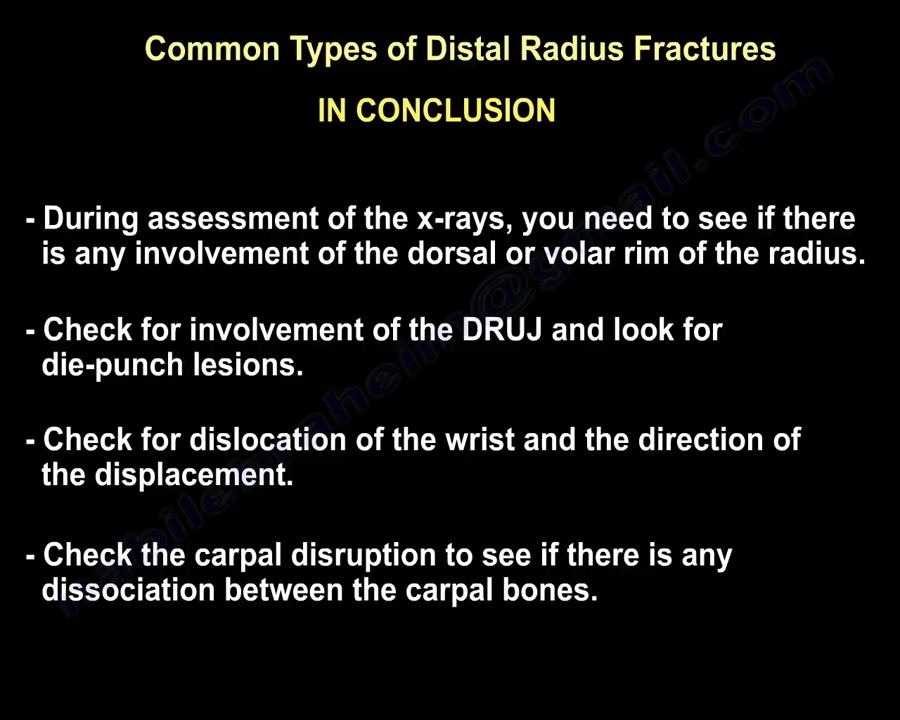 Common Types of Distal Radius Fractures
IN CONCLUSION
- During assessment of the x-rays, you need to see if there
is any involvement of the dorsal or volar rim of the radius.
- Check for involvement of the DRUJ and look for
die-punch lesions.
- Check for dislocation of the wrist and the direction of
the displacement.
- Check the carpal disruption to see if there is any
dissociation between the carpal bones.